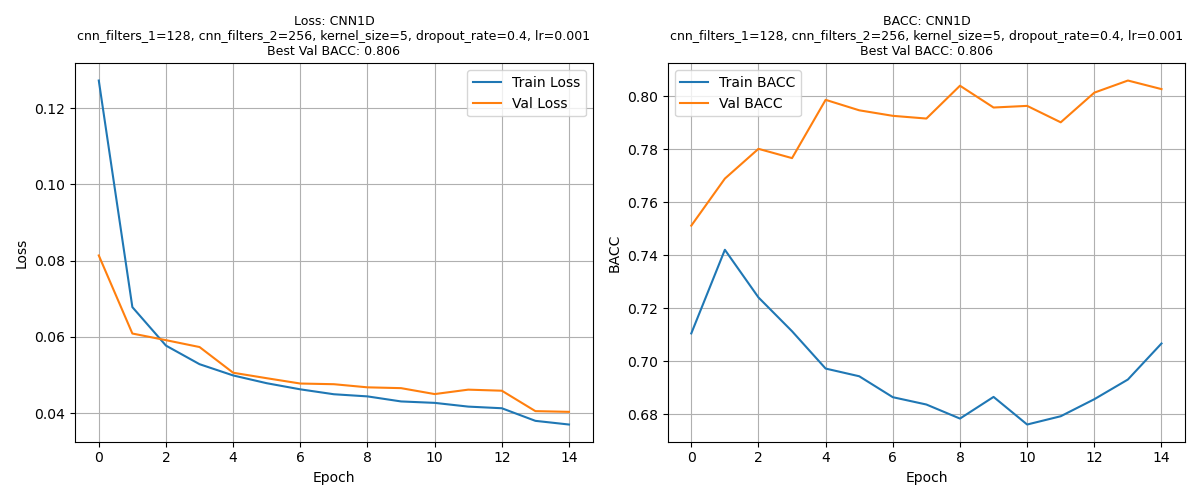 Loss: CNN1D
cnn_filters_1=128, cnn_filters_2=256, kernel_size=5, dropout_rate=0.4, lr=0.001
Best Val BACC: 0.806
Train Loss
Val Loss
0.12
0.10
0.08
0.06
0.04
Loss
0 2 4 6 8 10 12 14
Epoch
BACC: CNN1D
cnn_filters_1=128, cnn_filters_2=256, kernel_size=5, dropout_rate=0.4, lr=0.001
Best Val BACC: 0.806
Train BACC
Val BACC
0.80
0.78
0.76
0.74
0.72
0.70
0.68
BACC
0 2 4 6 8 10 12 14
Epoch